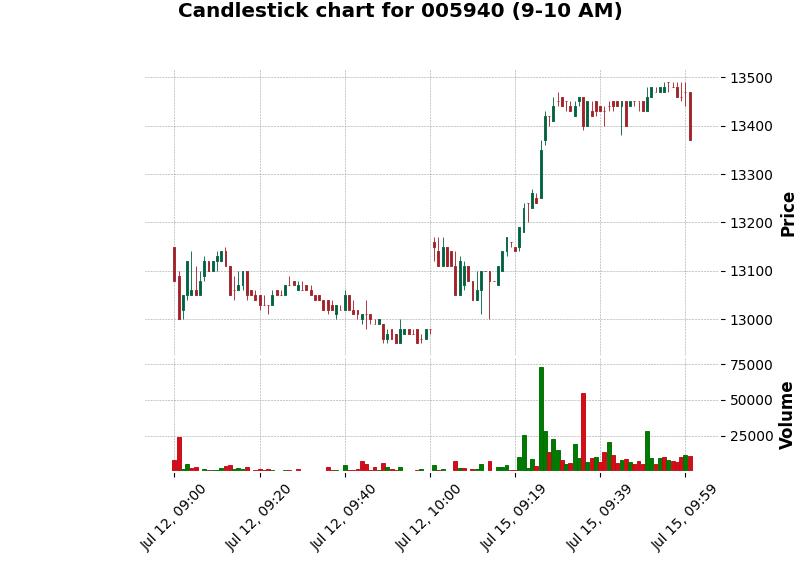 Candlestick chart for 005940 (9-10 AM)
13500
13400
13300
13200
13100
13000
Price
75000
50000
25000
Volume
Jul 12, 09:00
Jul 12, 09:20
Jul 12, 09:40
Jul 12, 10:00
Jul 15, 09:19
Jul 15, 09:39
Jul 15, 09:59